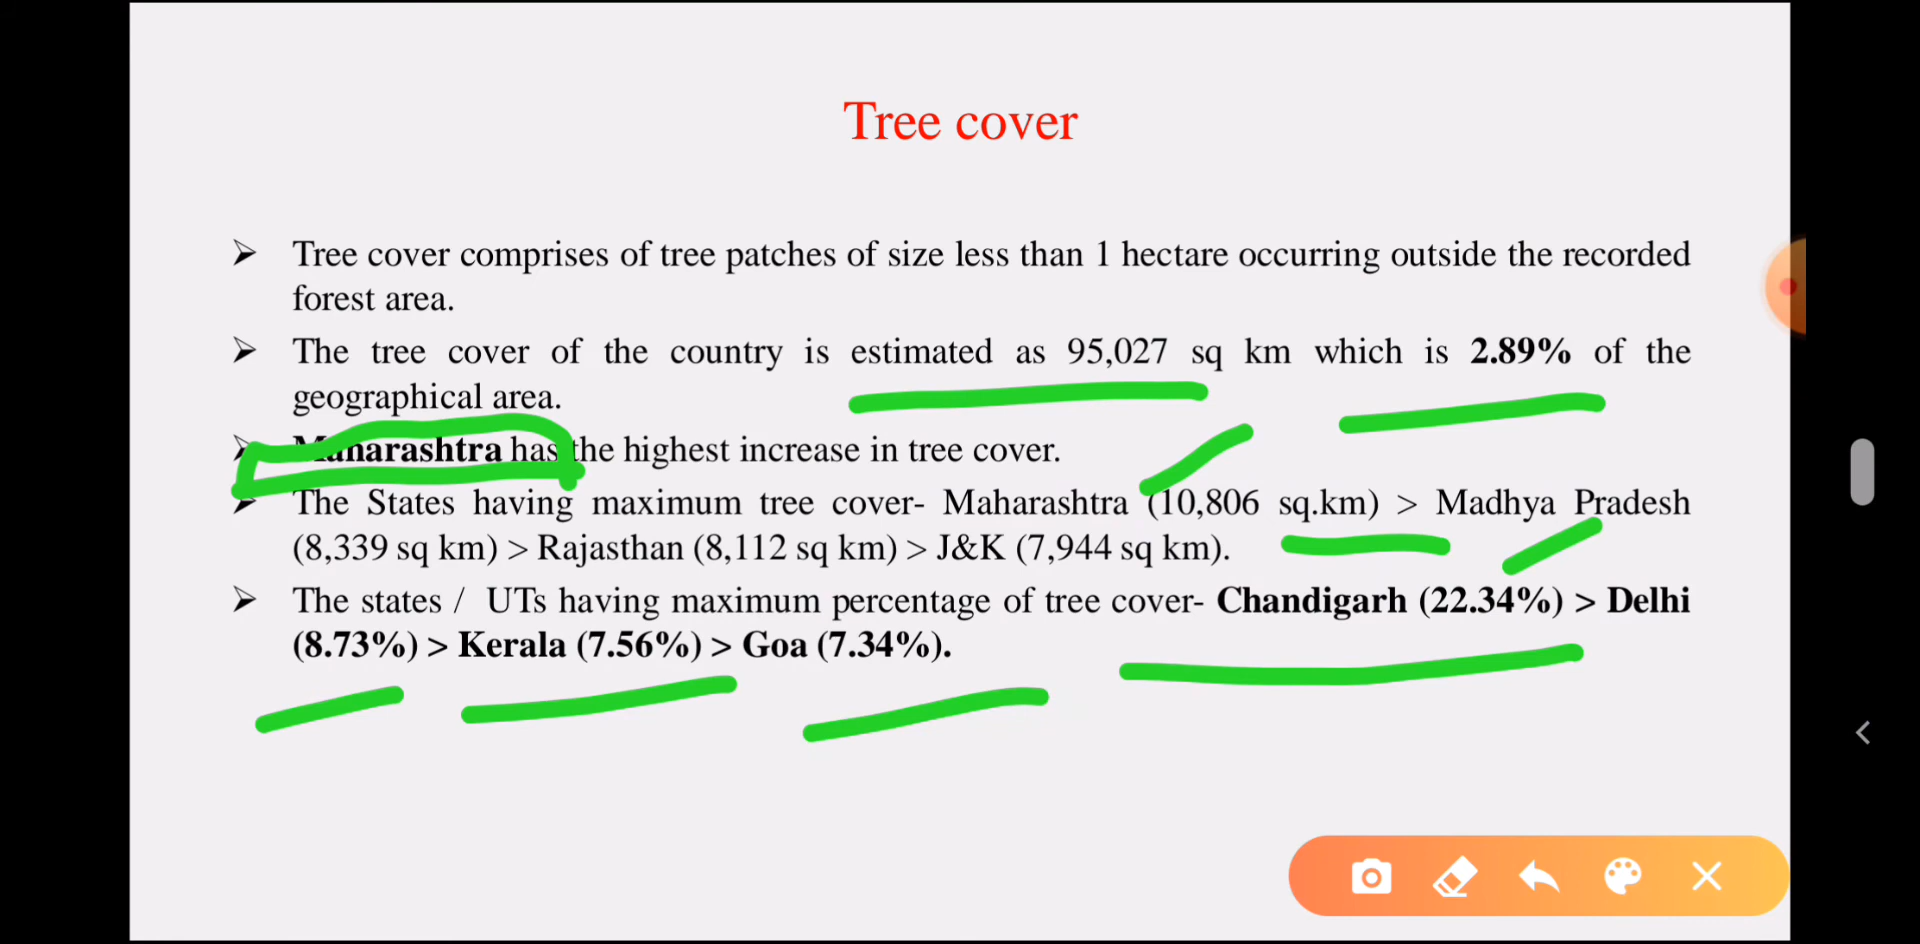 Tree cover
➢ Tree cover comprises of tree patches of size less than 1 hectare occurring outside the recorded
forest area.
➢ The tree cover of the country is estimated as 95,027 sq km which is 2.89% of the
geographical area.
➢ Maharashtra has the highest increase in tree cover.
➢ The States having maximum tree cover- Maharashtra (10,806 sq.km) > Madhya Pradesh
(8,339 sq km) > Rajasthan (8,112 sq km) > J&K (7,944 sq km).
➢ The states / UTs having maximum percentage of tree cover- Chandigarh (22.34%) > Delhi
(8.73%) > Kerala (7.56%) > Goa (7.34%).